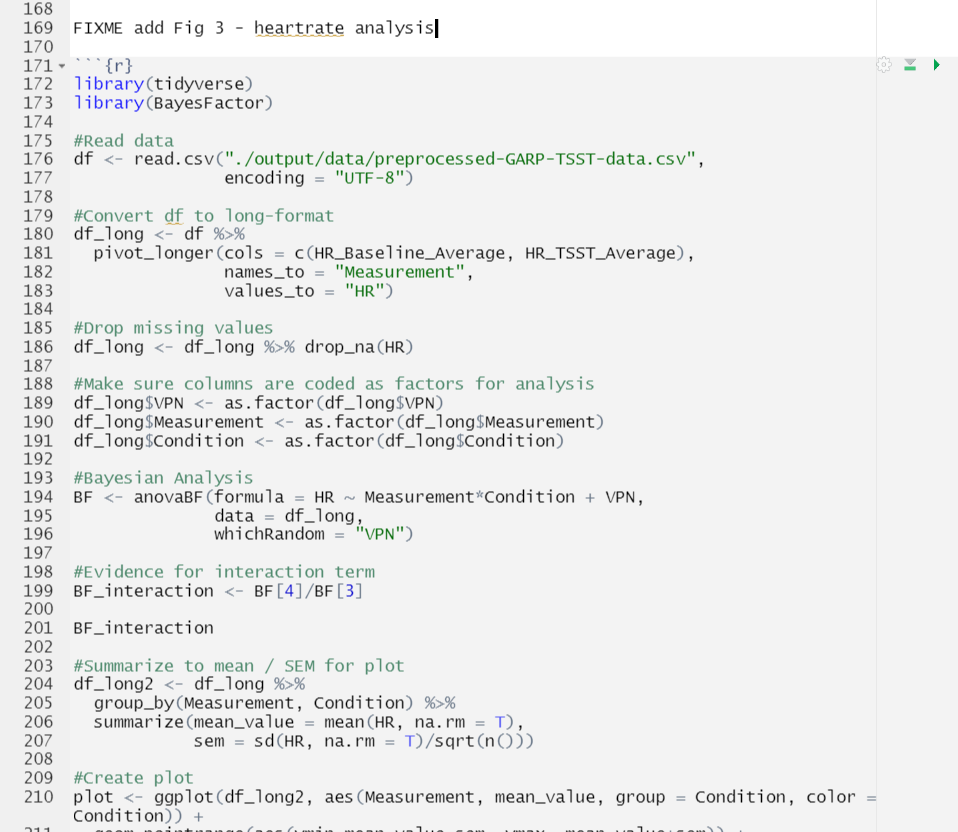 168
169 FIXME add Fig 3 - heartrate analysis
170
171 ```{r}
172 library(tidyverse)
173 library(BayesFactor)
174
175 #Read data
176 df <- read.csv("./output/data/preprocessed-GARP-TSST-data.csv",
177 encoding = "UTF-8")
178
179 #Convert df to long-format
180 df_long <- df %>%
181 pivot_longer(cols = c(HR_Baseline_Average, HR_TSST_Average),
182 names_to = "Measurement",
183 values_to = "HR")
184
185 #Drop missing values
186 df_long <- df_long %>% drop_na(HR)
187
188 #Make sure columns are coded as factors for analysis
189 df_long$VPN <- as.factor(df_long$VPN)
190 df_long$Measurement <- as.factor(df_long$Measurement)
191 df_long$Condition <- as.factor(df_long$Condition)
192
193 #Bayesian Analysis
194 BF <- anovaBF(formula = HR ~ Measurement*Condition + VPN,
195 data = df_long,
196 whichRandom = "VPN")
197
198 #Evidence for interaction term
199 BF_interaction <- BF[4]/BF[3]
200
201 BF_interaction
202
203 #Summarize to mean / SEM for plot
204 df_long2 <- df_long %>%
205 group_by(Measurement, Condition) %>%
206 summarize(mean_value = mean(HR, na.rm = T),
207 sem = sd(HR, na.rm = T)/sqrt(n()))
208
209 #Create plot
210 plot <- ggplot(df_long2, aes(Measurement, mean_value, group = Condition, color =
Condition)) +